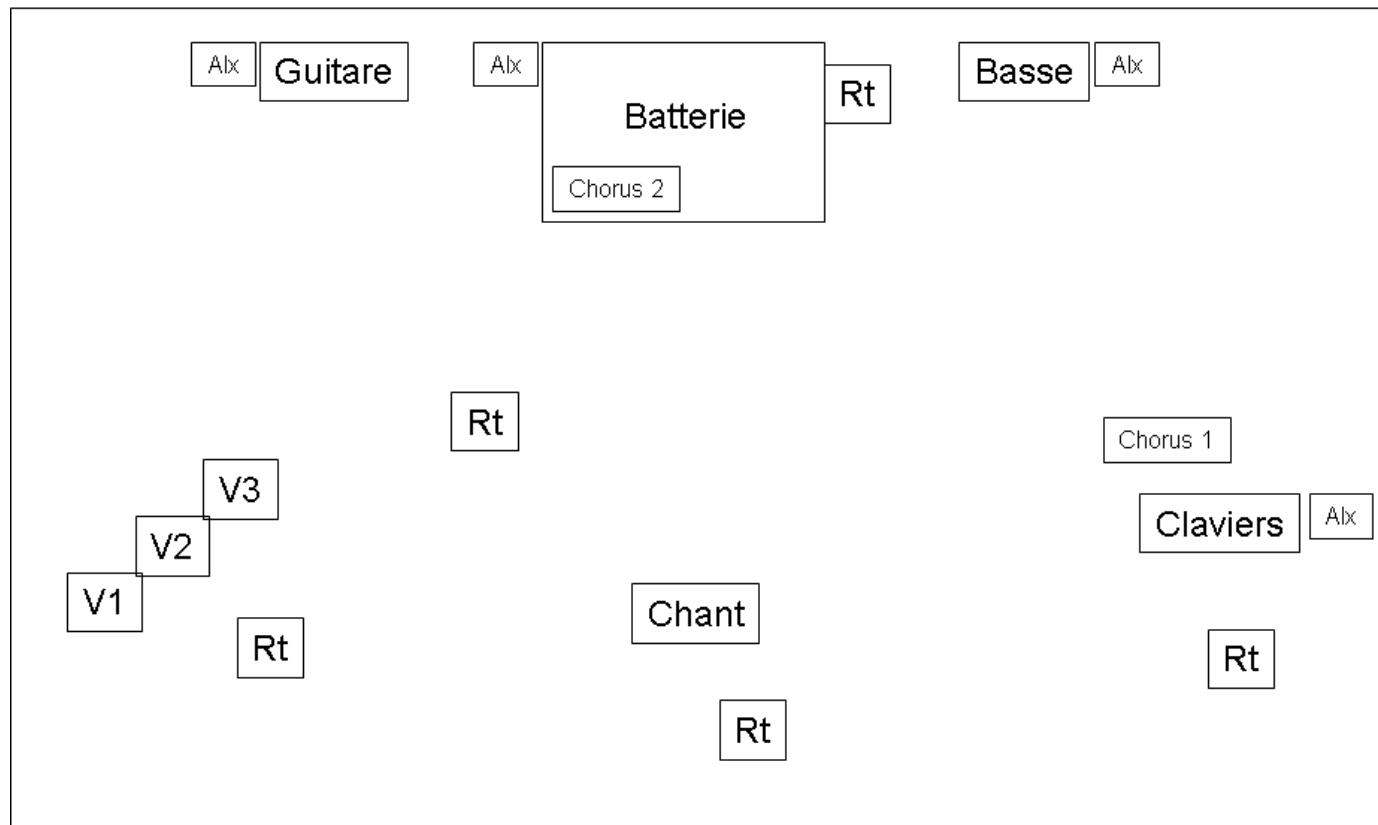 Alx
Guitare
Alx
Batterie
Rt
Basse
Alx
Chorus 2
Rt
Chorus 1
V3
Claviers
Alx
V2
V1
Chant
Rt
Rt
Rt